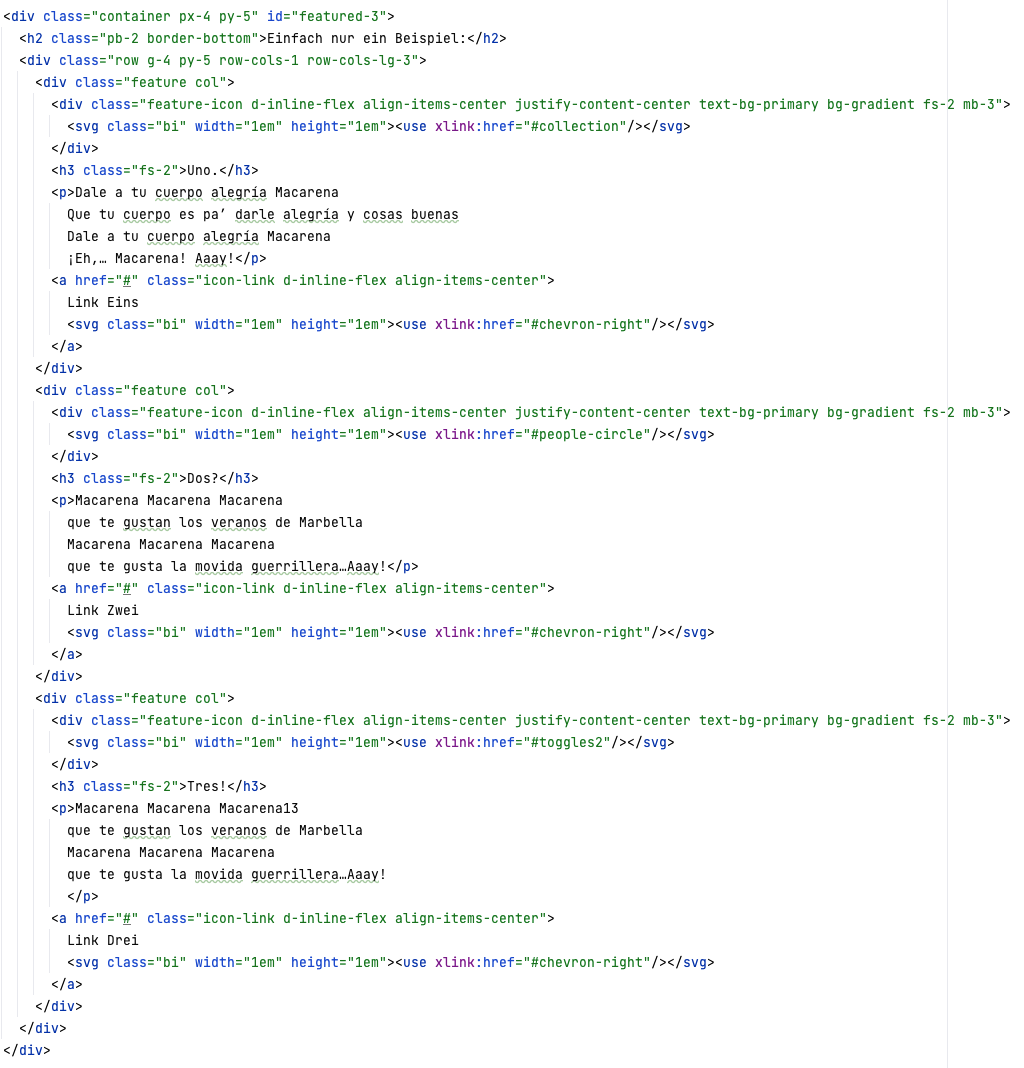 <div class="container px-4 py-5" id="featured-3">
  <h2 class="pb-2 border-bottom">Einfach nur ein Beispiel:</h2>
  <div class="row g-4 py-5 row-cols-1 row-cols-lg-3">
    <div class="feature col">
      <div class="feature-icon d-inline-flex align-items-center justify-content-center text-bg-primary bg-gradient fs-2 mb-3">
        <svg class="bi" width="1em" height="1em"><use xlink:href="#collection"/></svg>
      </div>
      <h3 class="fs-2">Uno.</h3>
      <p>Dale a tu cuerpo alegría Macarena
        Que tu cuerpo es pa’ darle alegría y cosas buenas
        Dale a tu cuerpo alegría Macarena
        ¡Eh,… Macarena! Aaay!</p>
      <a href="#" class="icon-link d-inline-flex align-items-center">
        Link Eins
        <svg class="bi" width="1em" height="1em"><use xlink:href="#chevron-right"/></svg>
      </a>
    </div>
    <div class="feature col">
      <div class="feature-icon d-inline-flex align-items-center justify-content-center text-bg-primary bg-gradient fs-2 mb-3">
        <svg class="bi" width="1em" height="1em"><use xlink:href="#people-circle"/></svg>
      </div>
      <h3 class="fs-2">Dos?</h3>
      <p>Macarena Macarena Macarena
        que te gustan los veranos de Marbella
        Macarena Macarena Macarena
        que te gusta la movida guerrillera…Aaay!</p>
      <a href="#" class="icon-link d-inline-flex align-items-center">
        Link Zwei
        <svg class="bi" width="1em" height="1em"><use xlink:href="#chevron-right"/></svg>
      </a>
    </div>
    <div class="feature col">
      <div class="feature-icon d-inline-flex align-items-center justify-content-center text-bg-primary bg-gradient fs-2 mb-3">
        <svg class="bi" width="1em" height="1em"><use xlink:href="#toggles2"/></svg>
      </div>
      <h3 class="fs-2">Tres!</h3>
      <p>Macarena Macarena Macarena13
        que te gustan los veranos de Marbella
        Macarena Macarena Macarena
        que te gusta la movida guerrillera…Aaay!
        </p>
      <a href="#" class="icon-link d-inline-flex align-items-center">
        Link Drei
        <svg class="bi" width="1em" height="1em"><use xlink:href="#chevron-right"/></svg>
      </a>
    </div>
  </div>
</div>